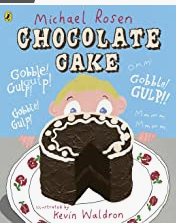 Michael Rosen
CHOCOLATE
CAKE
Gobble!
Gulp!
Gobble!
Gulp!
Gobble!
GULP!!
Mmmm
Mmmm
Illustrated by
Kevin Waldron